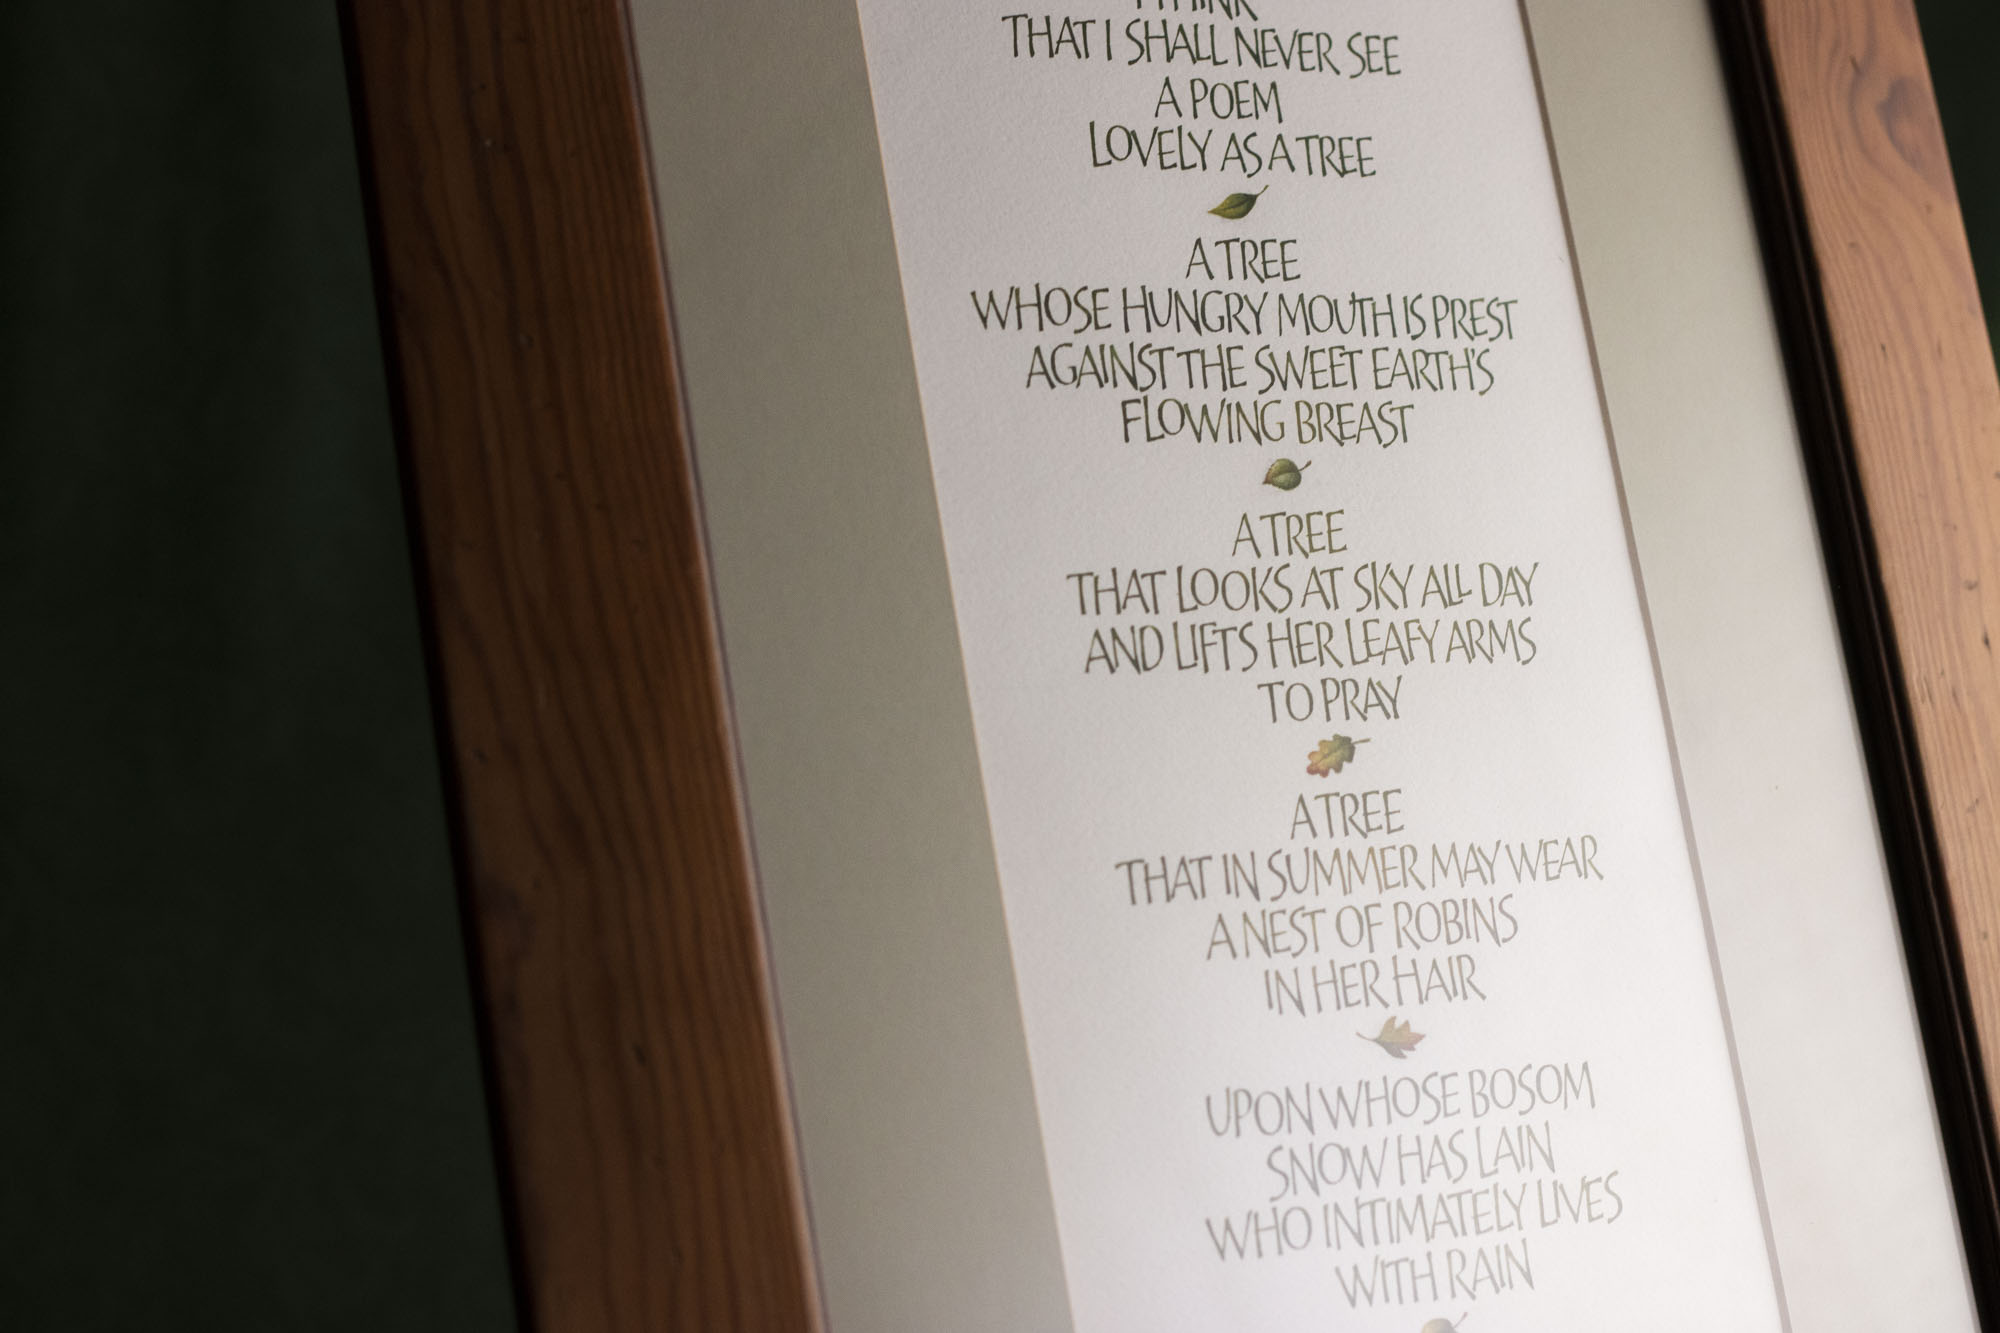 I THINK
THAT I SHALL NEVER SEE
A POEM
LOVELY AS A TREE
A TREE
WHOSE HUNGRY MOUTH IS PREST
AGAINST THE SWEET EARTH'S
FLOWING BREAST
A TREE
THAT LOOKS AT SKY ALL DAY
AND LIFTS HER LEAFY ARMS
TO PRAY
A TREE
THAT IN SUMMER MAY WEAR
A NEST OF ROBINS
IN HER HAIR
UPON WHOSE BOSOM
SNOW HAS LAIN
WHO INTIMATELY LIVES
WITH RAIN